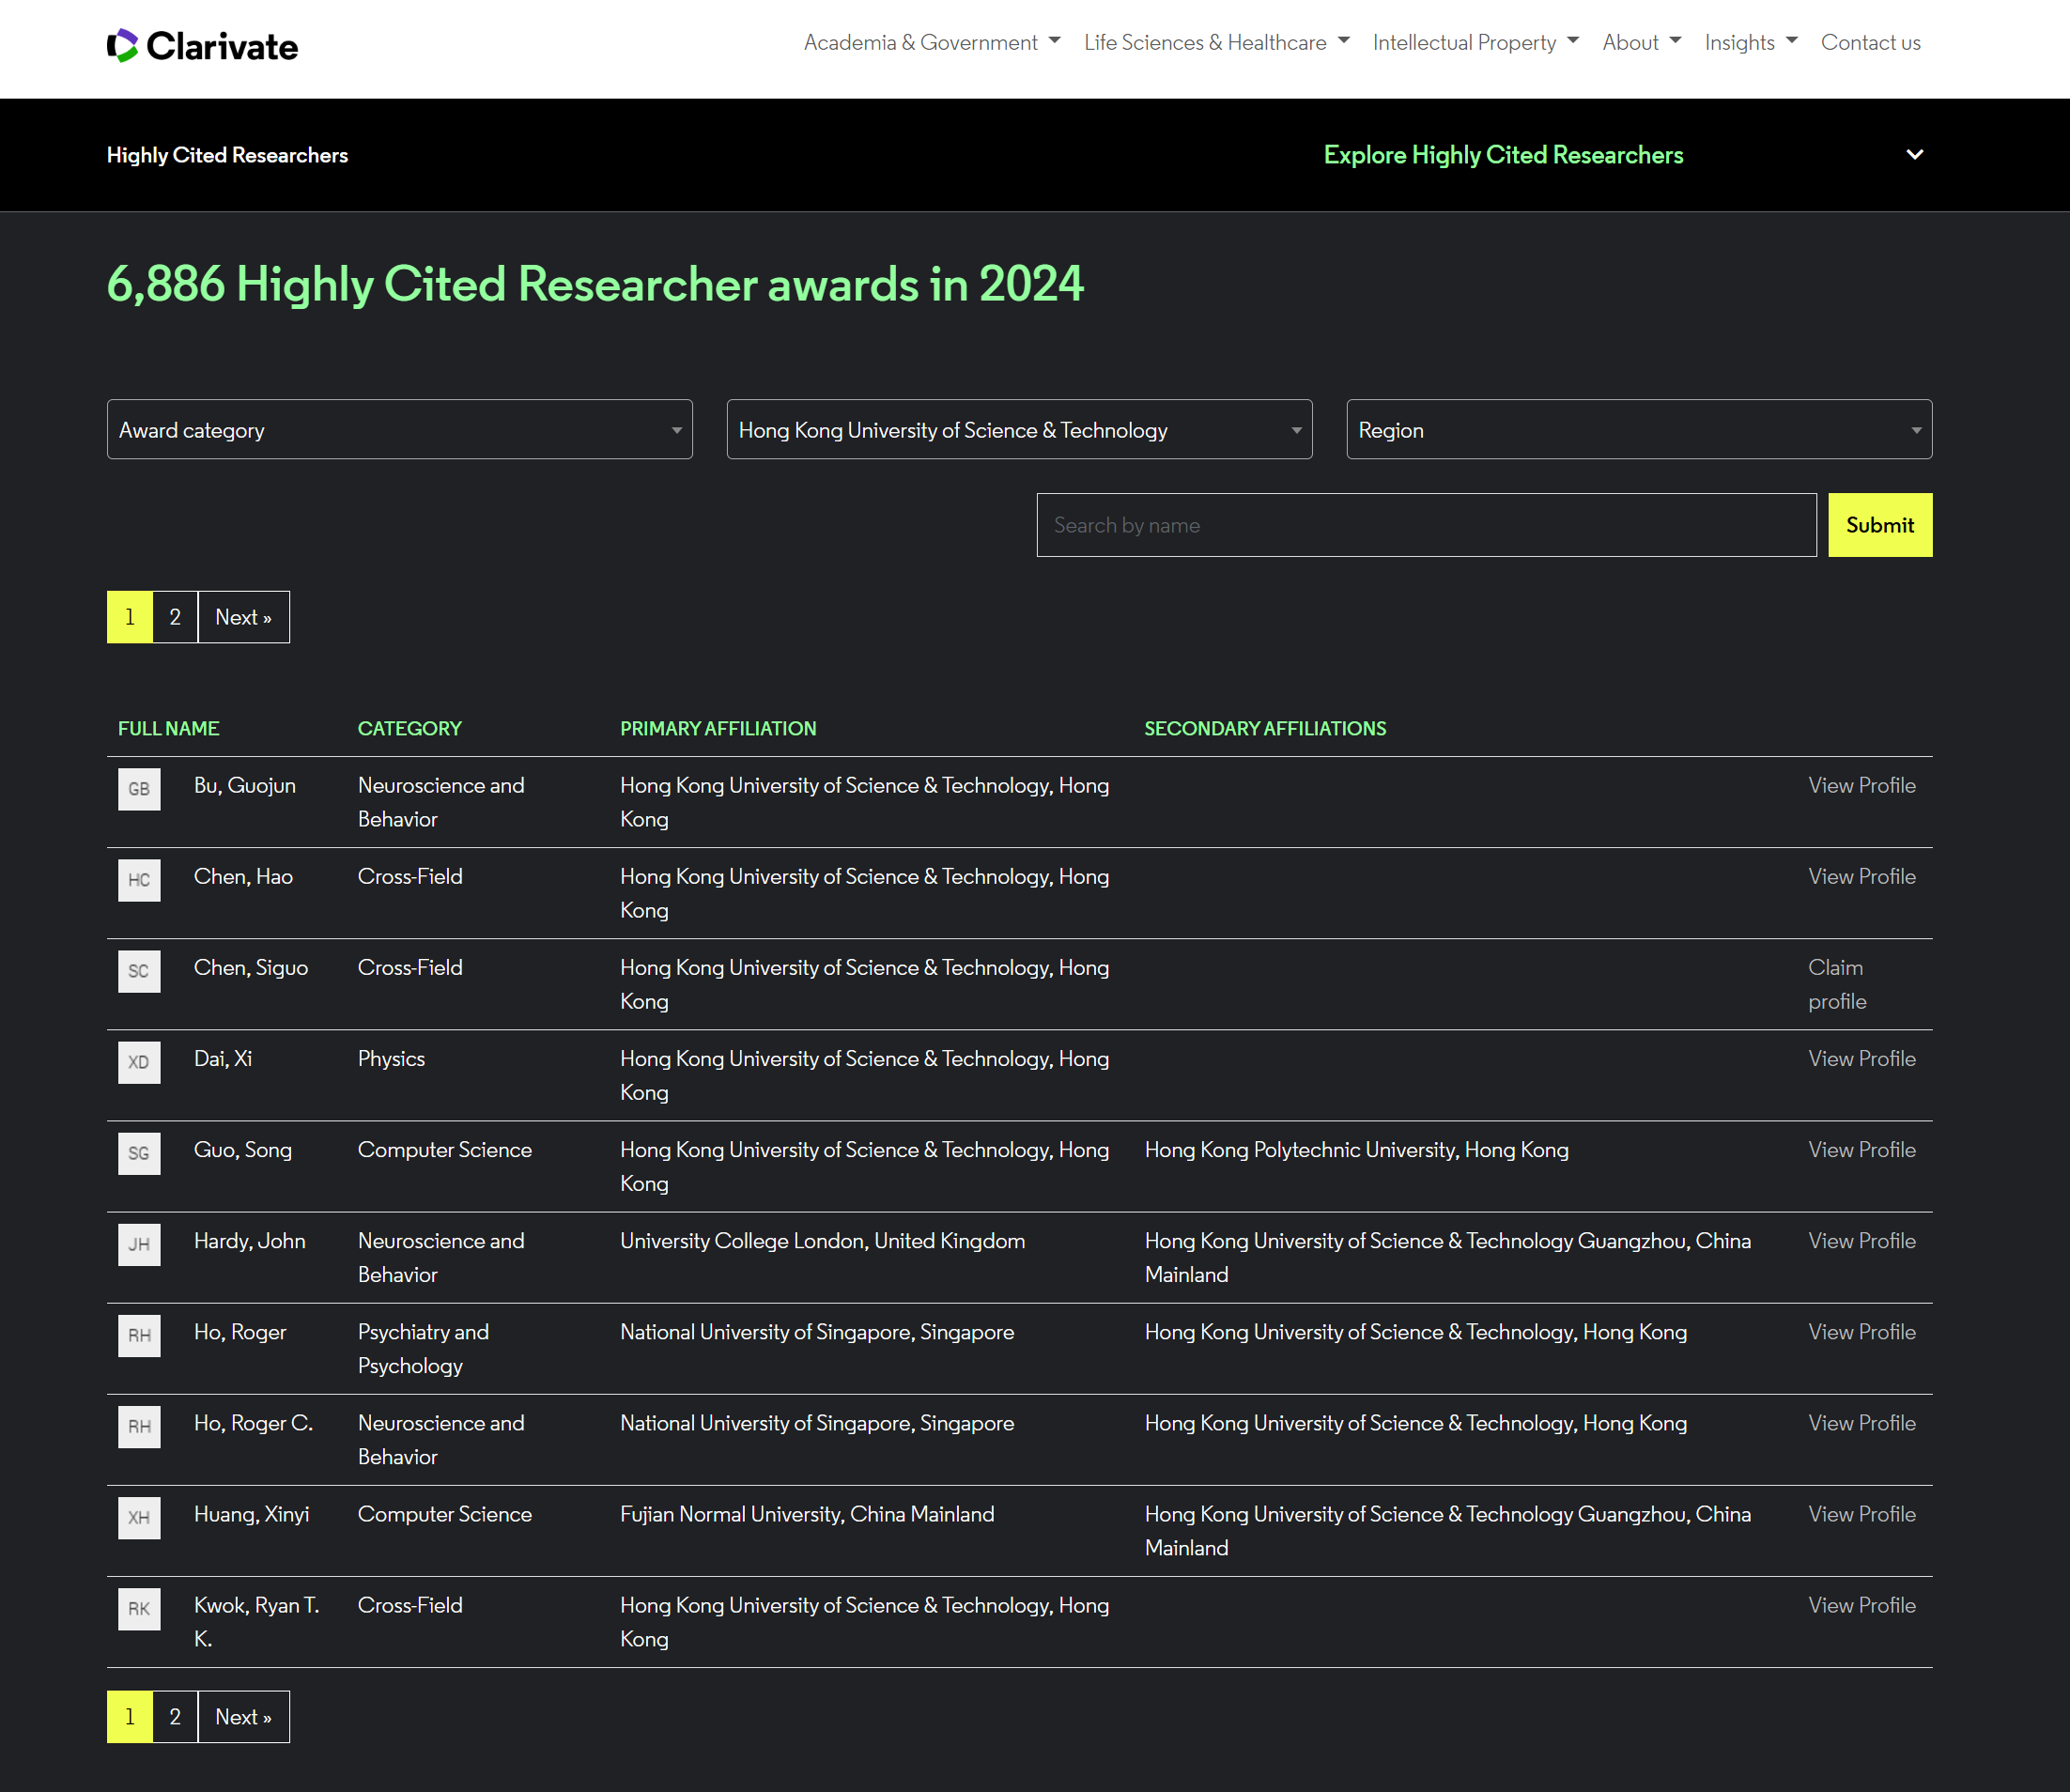 Clarivate
Academia & Government Life Sciences & Healthcare Intellectual Property About Insights Contact us
Highly Cited Researchers
Explore Highly Cited Researchers
6,886 Highly Cited Researcher awards in 2024
Award category
Hong Kong University of Science & Technology
Region
Search by name
Submit
1 2 Next »
FULL NAME CATEGORY PRIMARY AFFILIATION SECONDARY AFFILIATIONS
GB Bu, Guojun Neuroscience and Hong Kong University of Science & Technology, Hong View Profile
Behavior Kong
HC Chen, Hao Cross-Field Hong Kong University of Science & Technology, Hong View Profile
Kong
SC Chen, Siguo Cross-Field Hong Kong University of Science & Technology, Hong Claim
Kong profile
XD Dai, Xi Physics Hong Kong University of Science & Technology, Hong View Profile
Kong
SG Guo, Song Computer Science Hong Kong University of Science & Technology, Hong Hong Kong Polytechnic University, Hong Kong View Profile
Kong
JH Hardy, John Neuroscience and University College London, United Kingdom Hong Kong University of Science & Technology Guangzhou, China View Profile
Behavior Mainland
RH Ho, Roger Psychiatry and National University of Singapore, Singapore Hong Kong University of Science & Technology, Hong Kong View Profile
Psychology
RH Ho, Roger C. Neuroscience and National University of Singapore, Singapore Hong Kong University of Science & Technology, Hong Kong View Profile
Behavior
XH Huang, Xinyi Computer Science Fujian Normal University, China Mainland Hong Kong University of Science & Technology Guangzhou, China View Profile
Mainland
RK Kwok, Ryan T. Cross-Field Hong Kong University of Science & Technology, Hong View Profile
K. Kong
1 2 Next »